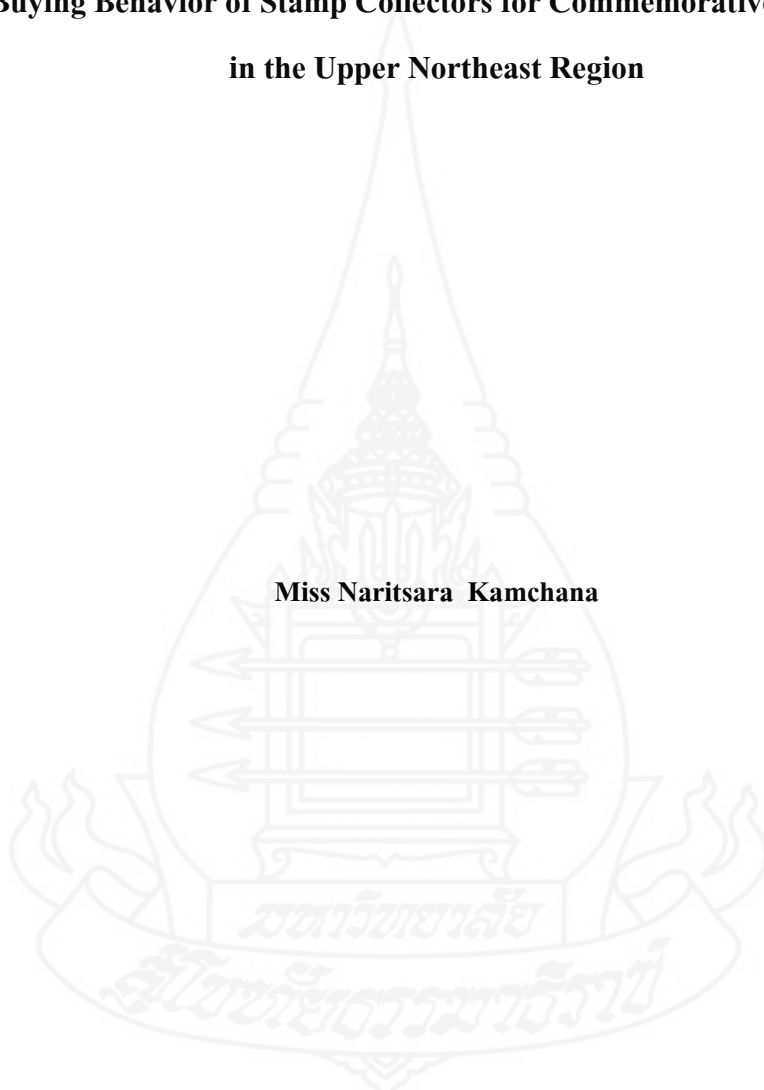 Buying Behavior of Stamp Collectors for Commemorative
in the Upper Northeast Region
Miss Naritsara Kamchana
มหาวิทยาลัย
สุโขทัยธรรมาธิราช